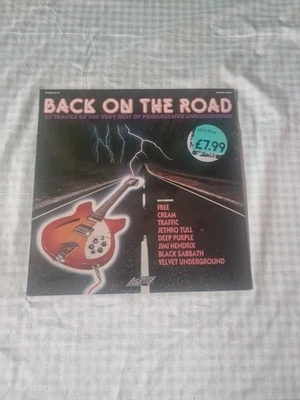 BACK ON THE ROAD
32 TRACKS OF THE VERY BEST OF PROGRESSIVE UNDERGROUND
£7.99
FREE
CREAM
TRAFFIC
JETHRO TULL
DEEP PURPLE
JIMI HENDRIX
BLACK SABBATH
VELVET UNDERGROUND